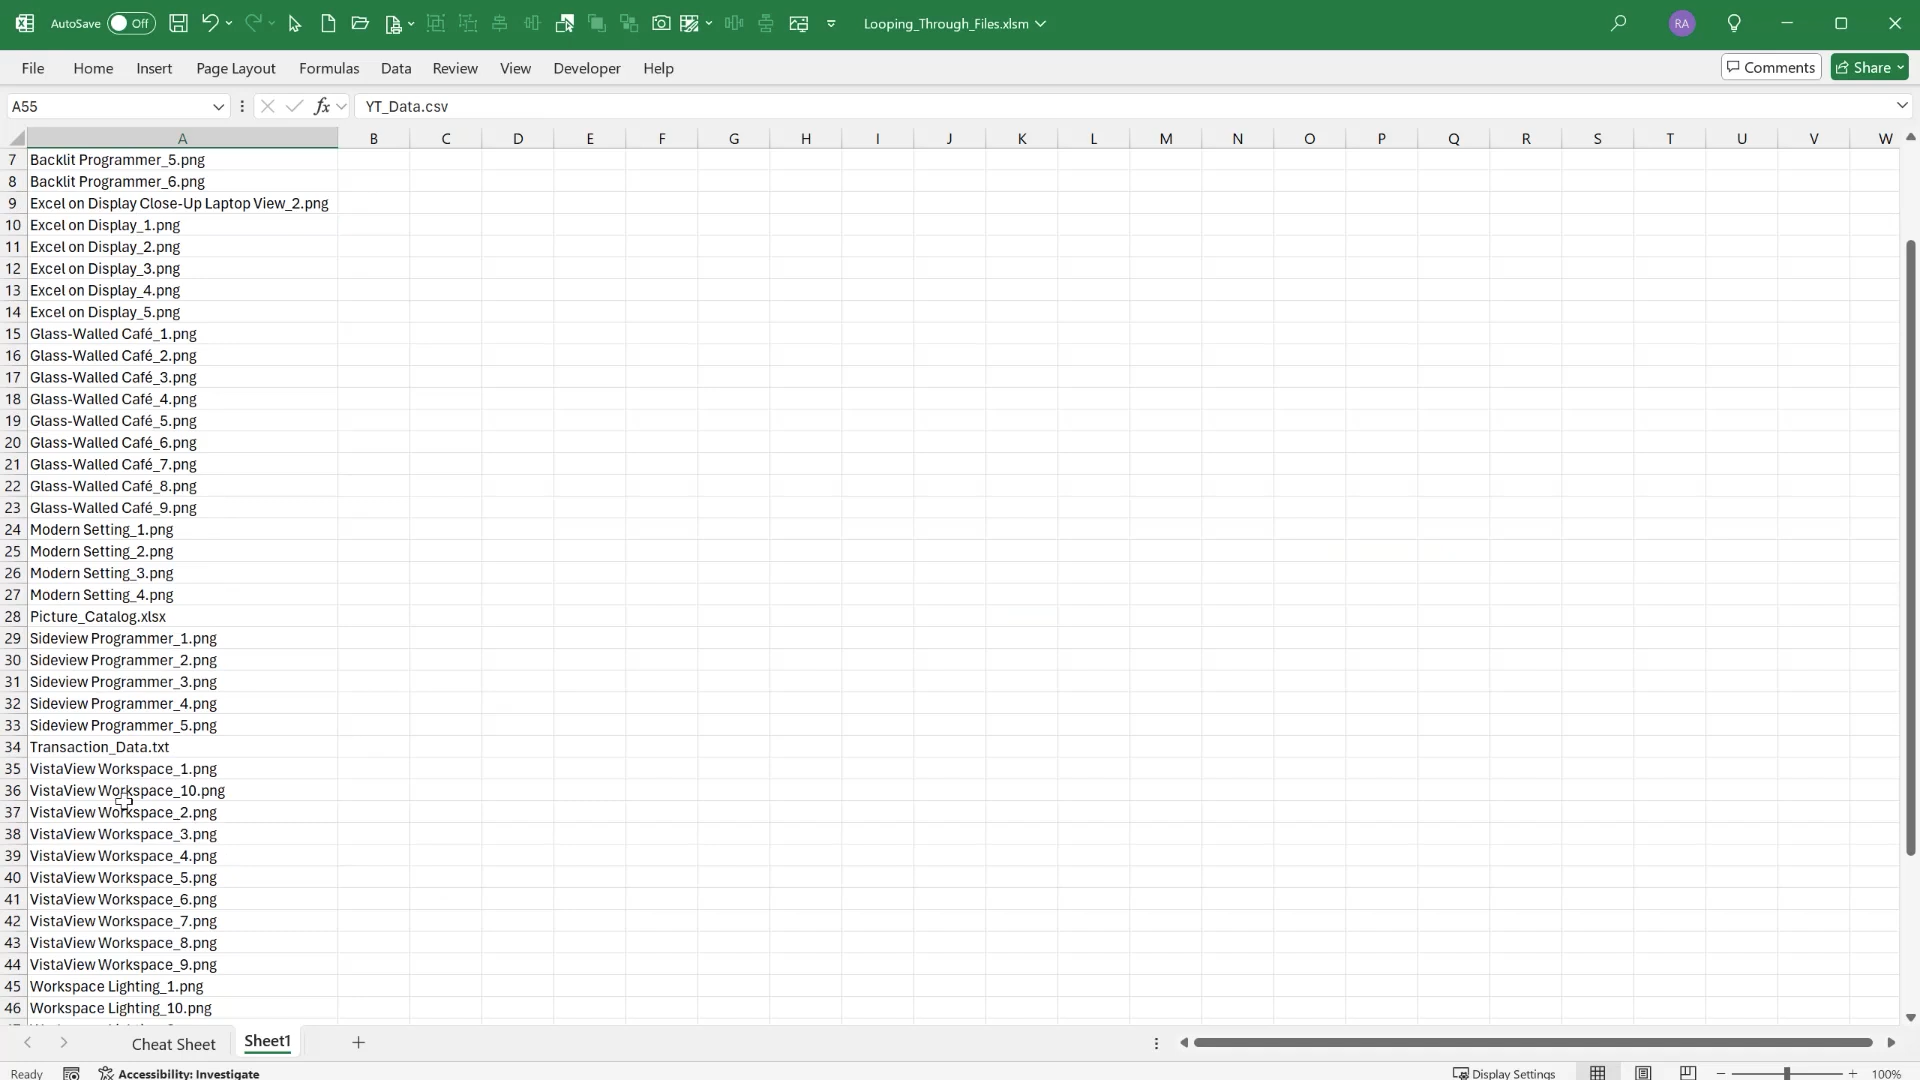 AutoSave Off Looping_Through_Files.xlsm RA
File Home Insert Page Layout Formulas Data Review View Developer Help Comments Share
A55 fx YT_Data.csv
A B C D E F G H I J K L M N O P Q R S T U V W
7 Backlit Programmer_5.png
8 Backlit Programmer_6.png
9 Excel on Display Close-Up Laptop View_2.png
10 Excel on Display_1.png
11 Excel on Display_2.png
12 Excel on Display_3.png
13 Excel on Display_4.png
14 Excel on Display_5.png
15 Glass-Walled Café_1.png
16 Glass-Walled Café_2.png
17 Glass-Walled Café_3.png
18 Glass-Walled Café_4.png
19 Glass-Walled Café_5.png
20 Glass-Walled Café_6.png
21 Glass-Walled Café_7.png
22 Glass-Walled Café_8.png
23 Glass-Walled Café_9.png
24 Modern Setting_1.png
25 Modern Setting_2.png
26 Modern Setting_3.png
27 Modern Setting_4.png
28 Picture_Catalog.xlsx
29 Sideview Programmer_1.png
30 Sideview Programmer_2.png
31 Sideview Programmer_3.png
32 Sideview Programmer_4.png
33 Sideview Programmer_5.png
34 Transaction_Data.txt
35 VistaView Workspace_1.png
36 VistaView Workspace_10.png
37 VistaView Workspace_2.png
38 VistaView Workspace_3.png
39 VistaView Workspace_4.png
40 VistaView Workspace_5.png
41 VistaView Workspace_6.png
42 VistaView Workspace_7.png
43 VistaView Workspace_8.png
44 VistaView Workspace_9.png
45 Workspace Lighting_1.png
46 Workspace Lighting_10.png
Cheat Sheet Sheet1
Ready Accessibility: Investigate Display Settings 100%